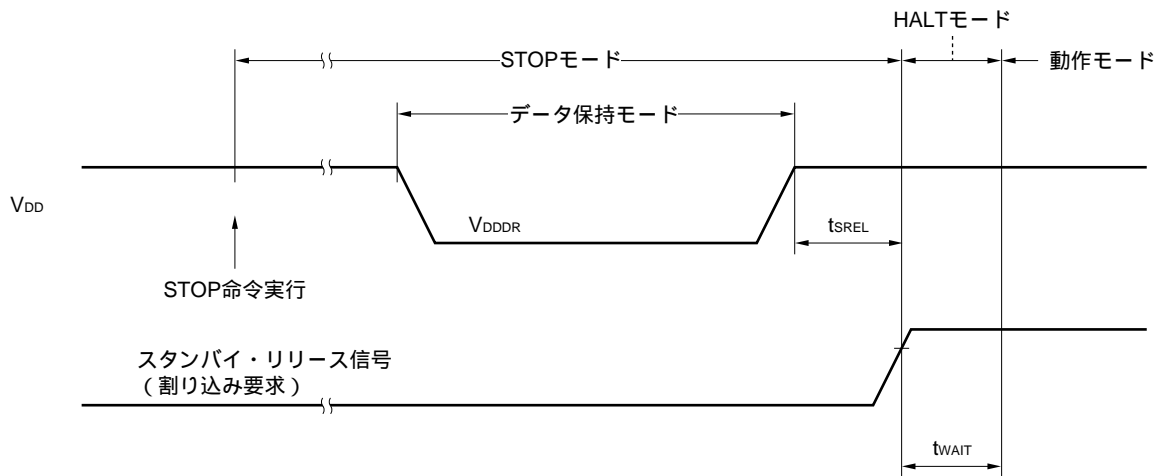 HALTモード
STOPモード
動作モード
データ保持モード
VDD
VDDDR
tSREL
STOP命令実行
スタンバイ・リリース信号
(割り込み要求)
tWAIT